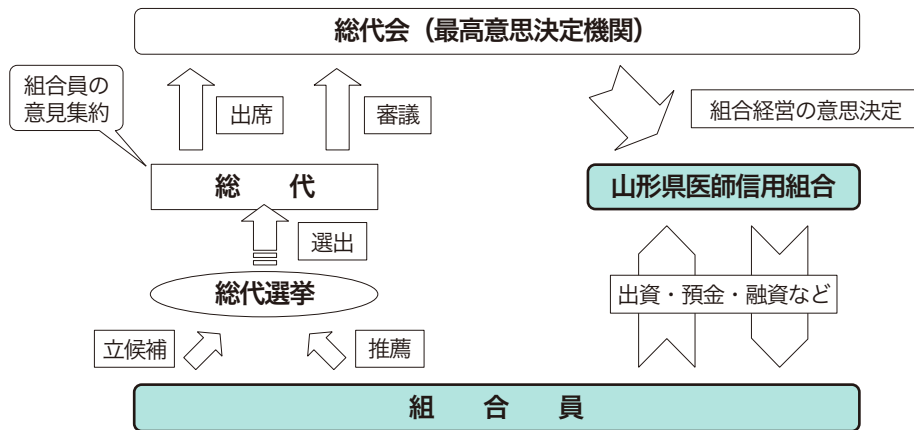 総代会（最高意思決定機関）
組合員の
意見集約
出席
審議
組合経営の意思決定
総　代
山形県医師信用組合
選出
総代選挙
出資・預金・融資など
立候補
推薦
組　合　員